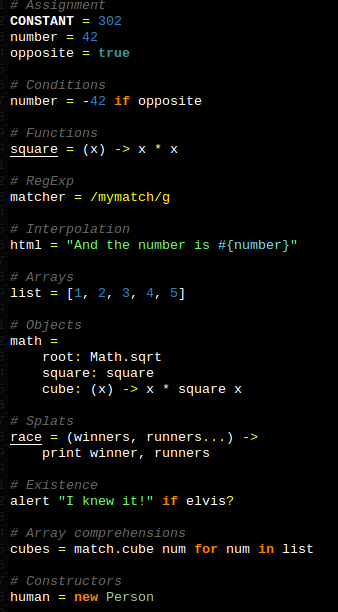 # Assignment
CONSTANT = 302
number = 42
opposite = true
# Conditions
number = -42 if opposite
# Functions
square = (x) -> x * x
# RegExp
matcher = /mymatch/g
# Interpolation
html = "And the number is #{number}"
# Arrays
list = [1, 2, 3, 4, 5]
# Objects
math =
root: Math.sqrt
square: square
cube: (x) -> x * square x
# Splats
race = (winners, runners...) ->
print winner, runners
# Existence
alert "I knew it!" if elvis?
# Array comprehensions
cubes = match.cube num for num in list
# Constructors
human = new Person